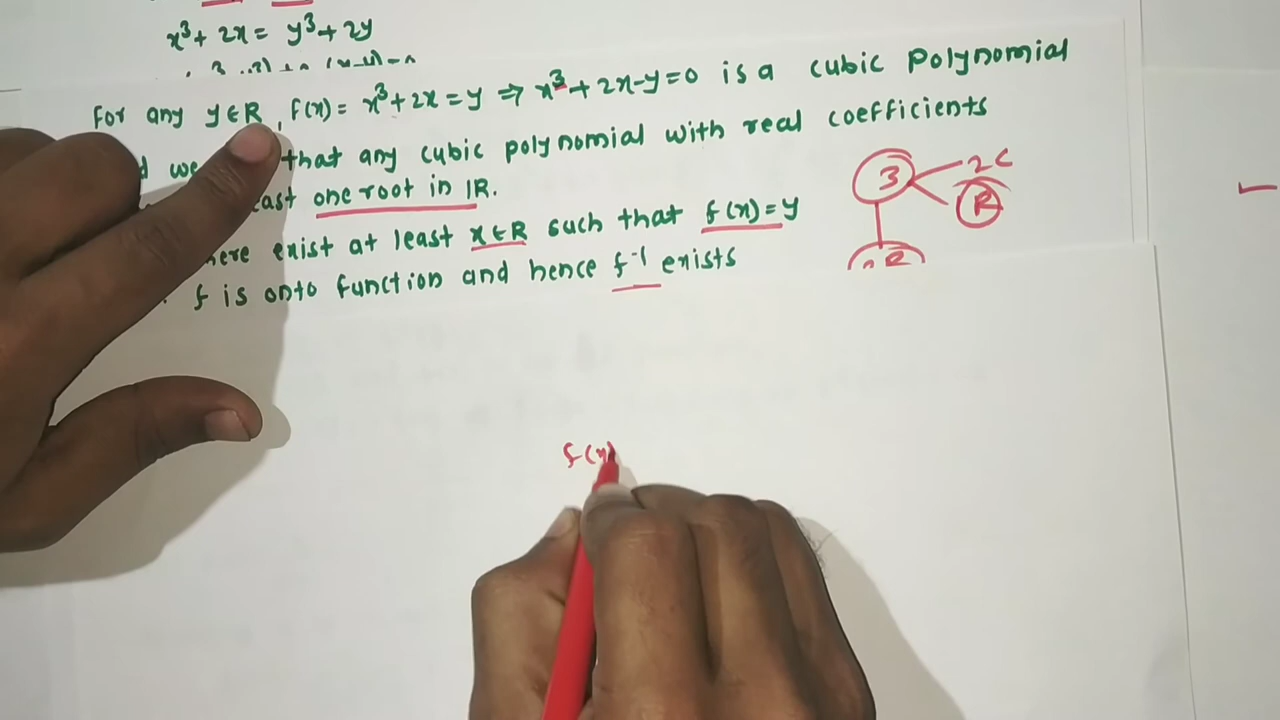 x³+ 2x = y³+ 2y
For any y∈R, f(x) = x³+2x = y ⇒ x³+2x-y=0 is a cubic polynomial
we that any cubic polynomial with real coefficients
one root in IR.
exist at least x∈R such that f(x)=y
f is onto function and hence f⁻¹ exists
3
2C
R
f(x)